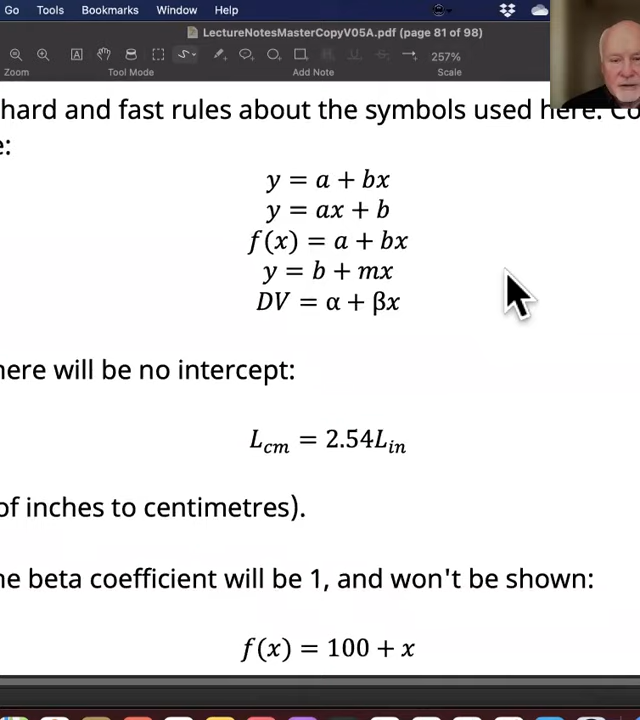 Go Tools Bookmarks Window Help
LectureNotesMasterCopyV05A.pdf (page 81 of 98)
257%
Zoom Tool Mode Add Note Scale
hard and fast rules about the symbols used here. Co
e:
y = a + bx
y = ax + b
f(x) = a + bx
y = b + mx
DV = α + βx
here will be no intercept:
L_cm = 2.54L_in
of inches to centimetres).
he beta coefficient will be 1, and won't be shown:
f(x) = 100 + x